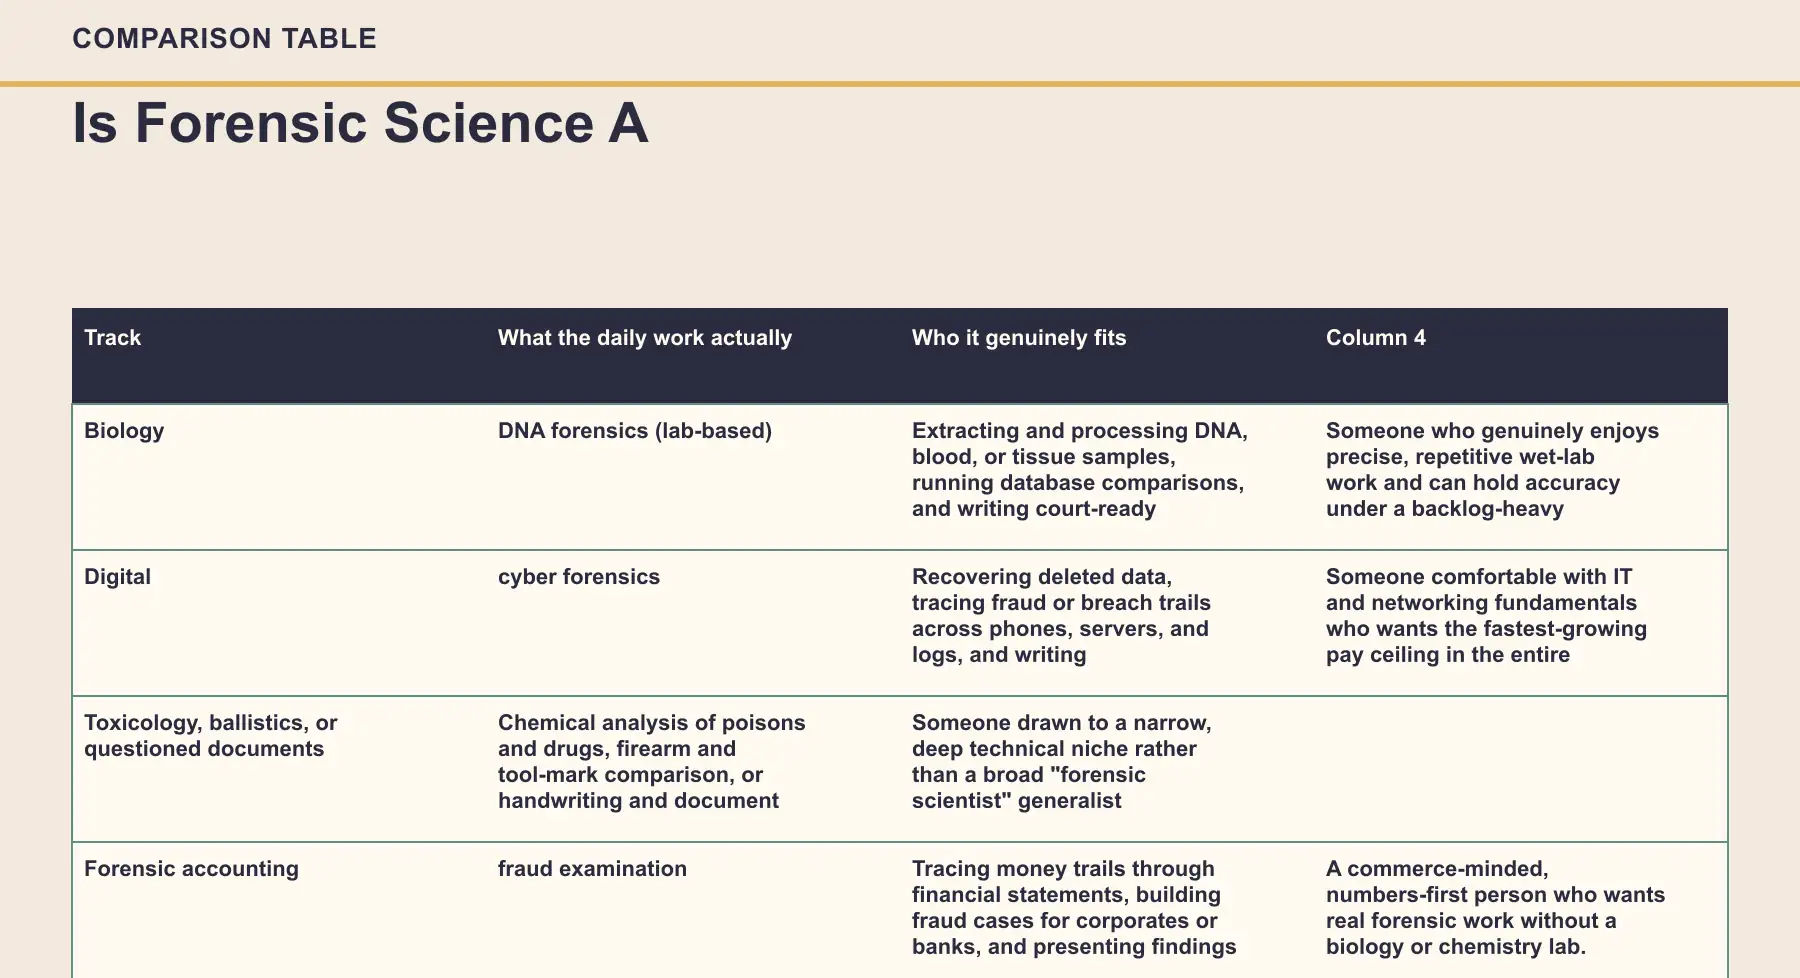 COMPARISON TABLE
Is Forensic Science A
Track
What the daily work actually
Who it genuinely fits
Column 4
Biology
DNA forensics (lab-based)
Extracting and processing DNA,
blood, or tissue samples,
running database comparisons,
and writing court-ready
Someone who genuinely enjoys
precise, repetitive wet-lab
work and can hold accuracy
under a backlog-heavy
Digital
cyber forensics
Recovering deleted data,
tracing fraud or breach trails
across phones, servers, and
logs, and writing
Someone comfortable with IT
and networking fundamentals
who wants the fastest-growing
pay ceiling in the entire
Toxicology, ballistics, or
questioned documents
Chemical analysis of poisons
and drugs, firearm and
tool-mark comparison, or
handwriting and document
Someone drawn to a narrow,
deep technical niche rather
than a broad "forensic
scientist" generalist
Forensic accounting
fraud examination
Tracing money trails through
financial statements, building
fraud cases for corporates or
banks, and presenting findings
A commerce-minded,
numbers-first person who wants
real forensic work without a
biology or chemistry lab.